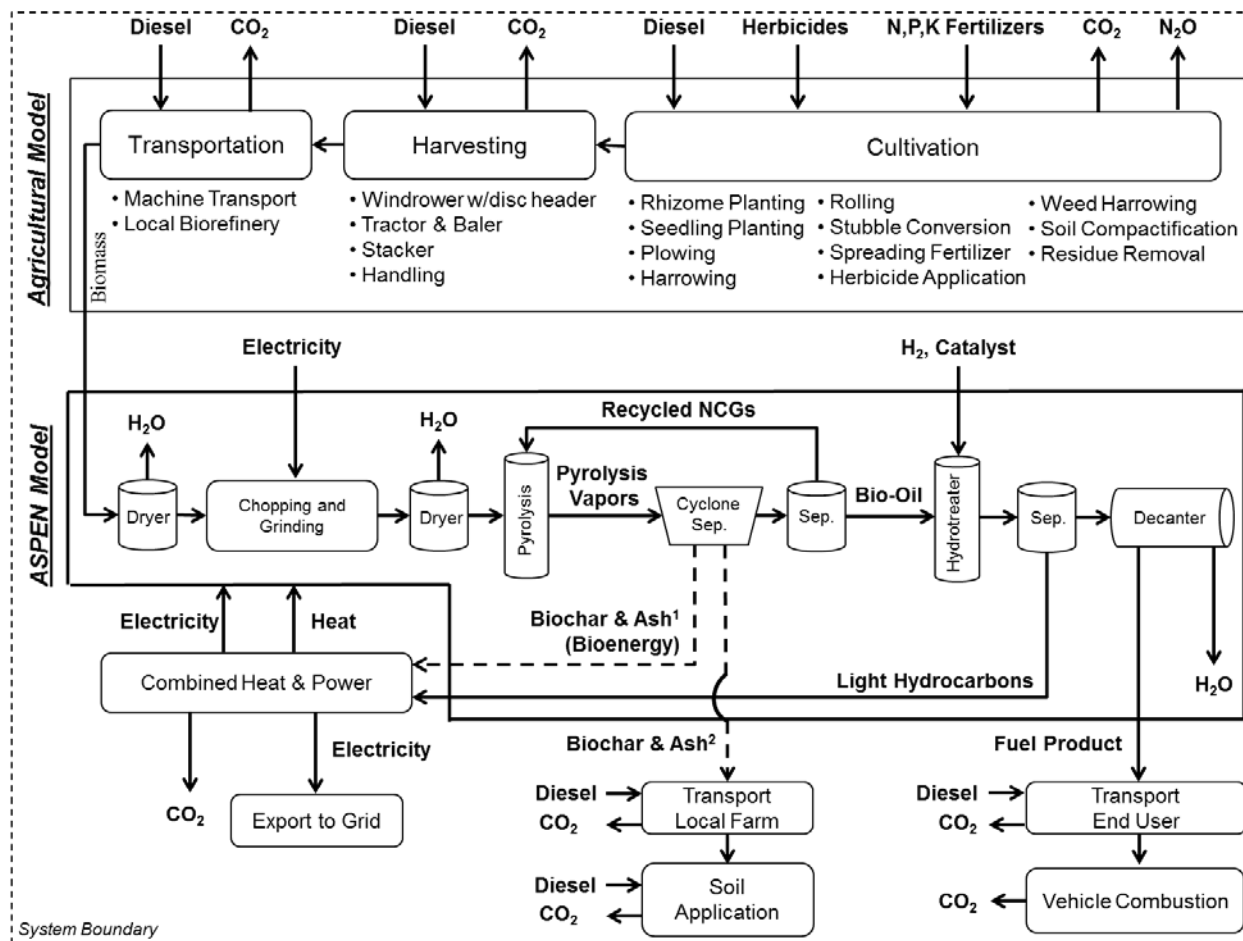 Diesel CO₂ Diesel CO₂ Diesel Herbicides N,P,K Fertilizers CO₂ N₂O
Agricultural Model
Transportation
Harvesting
Cultivation
• Machine Transport
• Local Biorefinery
• Windrower w/disc header
• Tractor & Baler
• Stacker
• Handling
• Rhizome Planting
• Seedling Planting
• Plowing
• Harrowing
• Rolling
• Stubble Conversion
• Spreading Fertilizer
• Herbicide Application
• Weed Harrowing
• Soil Compactification
• Residue Removal
Biomass
Electricity
H₂, Catalyst
ASPEN Model
H₂O
H₂O
Recycled NCGs
Dryer
Chopping and
Grinding
Dryer
Pyrolysis
Pyrolysis
Vapors
Cyclone
Sep.
Sep.
Bio-Oil
Hydrotreater
Sep.
Decanter
Electricity
Heat
Biochar & Ash¹
(Bioenergy)
Combined Heat & Power
Light Hydrocarbons
H₂O
Electricity
CO₂
Export to Grid
Biochar & Ash²
Fuel Product
Diesel
CO₂
Transport
Local Farm
Diesel
CO₂
Transport
End User
Diesel
CO₂
Soil
Application
CO₂
Vehicle Combustion
System Boundary